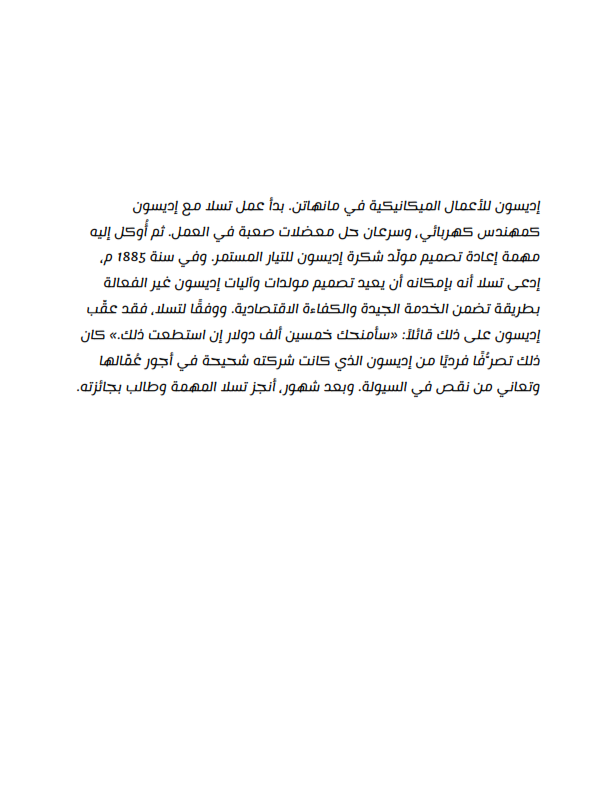 إديسون للأعمال الميكانيكية في مانهاتن. بدأ عمل تسلا مع إديسون
كمهندس كهربائي، وسرعان حل معضلات صعبة في العمل. ثم أُوكل إليه
مهمة إعادة تصميم مولّد شكرة إديسون للتيار المستمر. وفي سنة 1885 م،
إدعى تسلا أنه بإمكانه أن يعيد تصميم مولدات وآليات إديسون غير الفعالة
بطريقة تضمن الخدمة الجيدة والكفاءة الاقتصادية. ووفقًا لتسلا، فقد عقّب
إديسون على ذلك قائلاً: «سأمنحك خمسين ألف دولار إن استطعت ذلك.» كان
ذلك تصرُّفًا فرديًا من إديسون الذي كانت شركته شحيحة في أجور عُمّالها
وتعاني من نقص في السيولة. وبعد شهور، أنجز تسلا المهمة وطالب بجائزته.